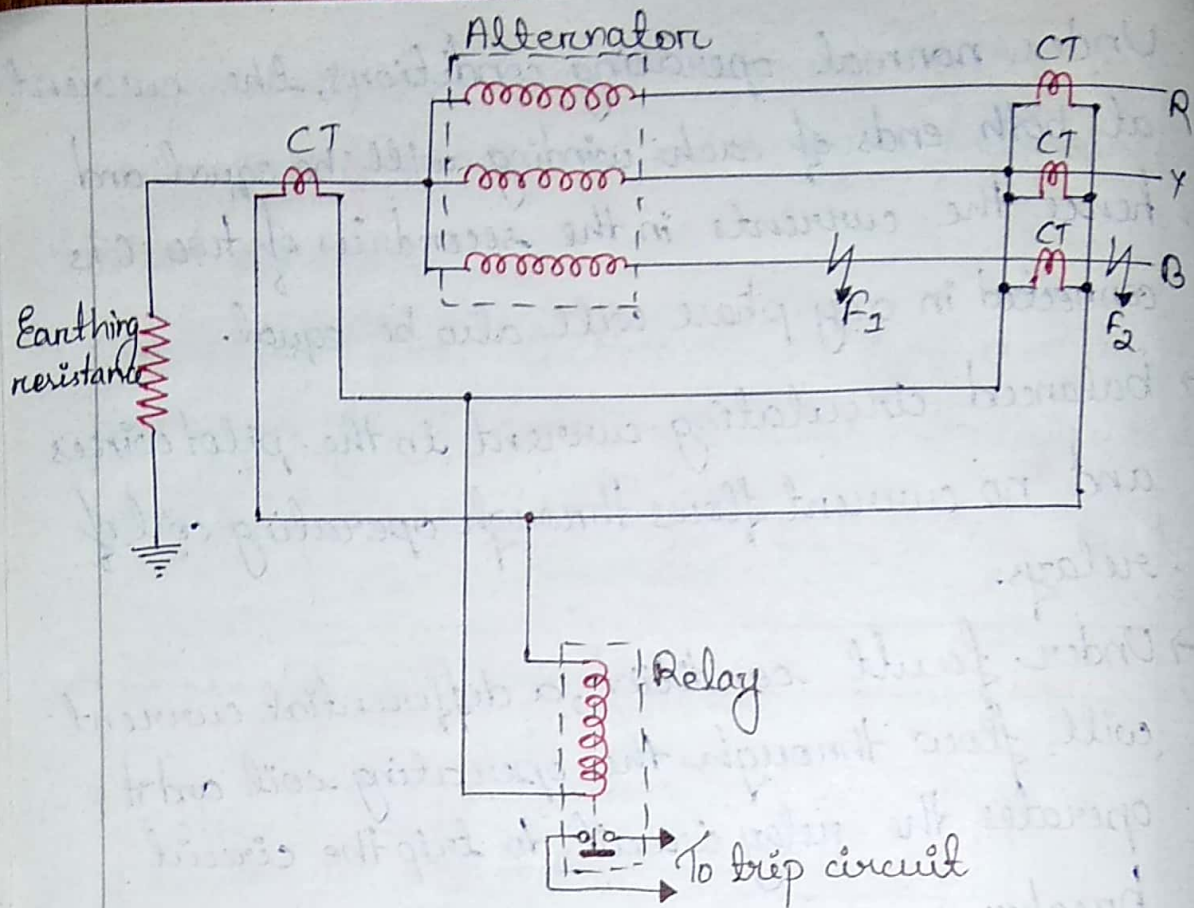 Alternator
CT
R
CT
CT
Y
CT
B
F1
F2
Earthing
resistance
Relay
To trip circuit